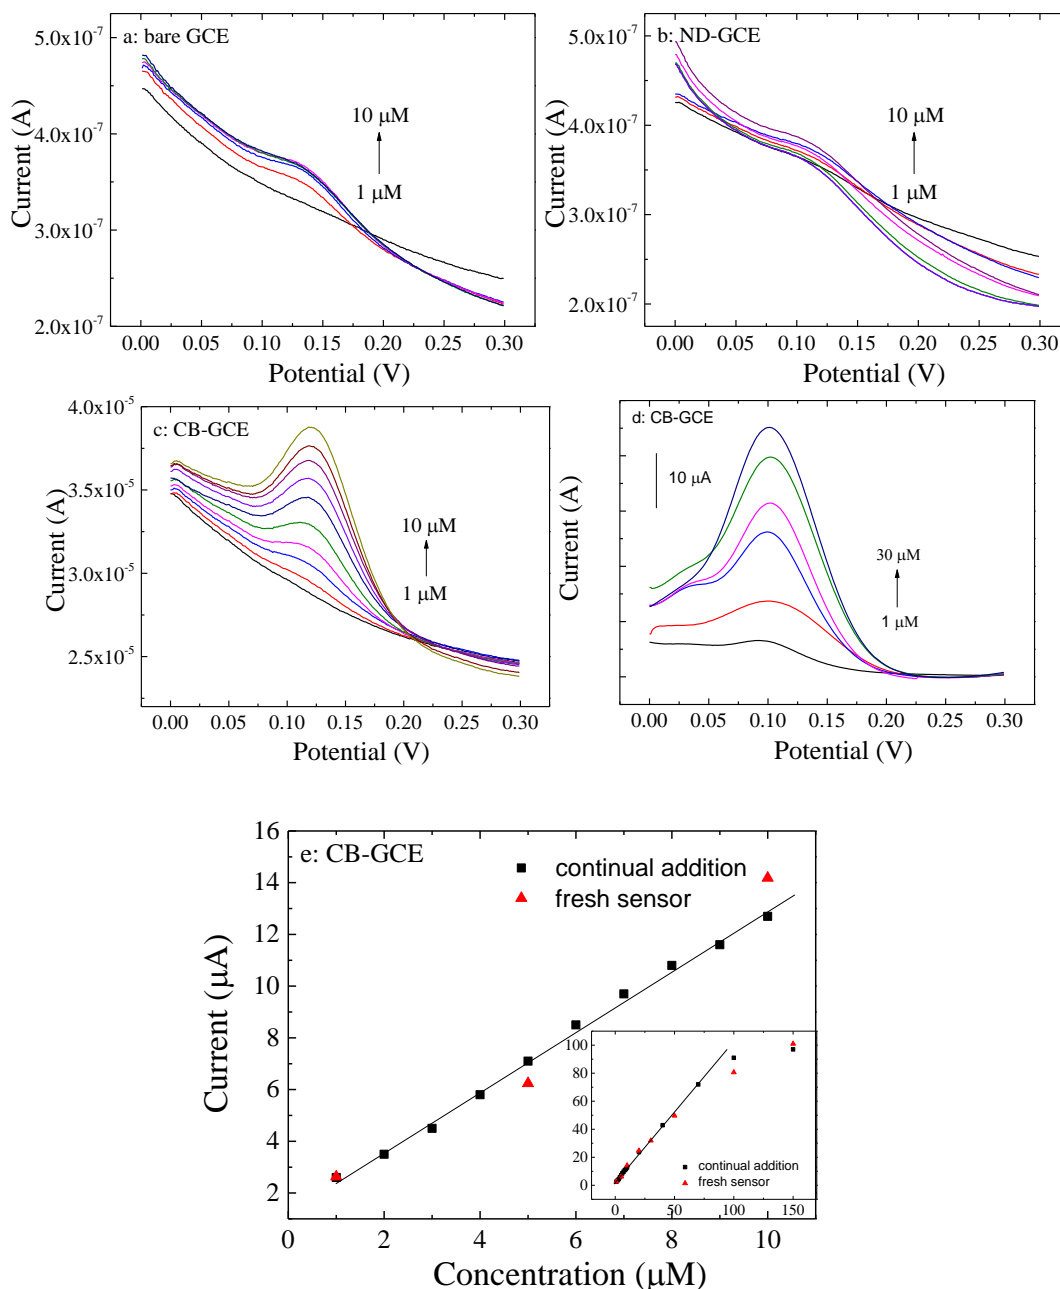 a: bare GCE
5.0x10⁻⁷
4.0x10⁻⁷
3.0x10⁻⁷
2.0x10⁻⁷
Current (A)
10 μM
1 μM
0.00 0.05 0.10 0.15 0.20 0.25 0.30
Potential (V)
b: ND-GCE
5.0x10⁻⁷
4.0x10⁻⁷
3.0x10⁻⁷
2.0x10⁻⁷
Current (A)
10 μM
1 μM
0.00 0.05 0.10 0.15 0.20 0.25 0.30
Potential (V)
c: CB-GCE
4.0x10⁻⁵
3.5x10⁻⁵
3.0x10⁻⁵
2.5x10⁻⁵
Current (A)
10 μM
1 μM
0.00 0.05 0.10 0.15 0.20 0.25 0.30
Potential (V)
d: CB-GCE
Current (A)
10 μA
30 μM
1 μM
0.00 0.05 0.10 0.15 0.20 0.25 0.30
Potential (V)
e: CB-GCE
continual addition
fresh sensor
16
14
12
10
8
6
4
2
Current (μA)
0 2 4 6 8 10
Concentration (μM)
100
80
60
40
20
0
continual addition
fresh sensor
0 50 100 150